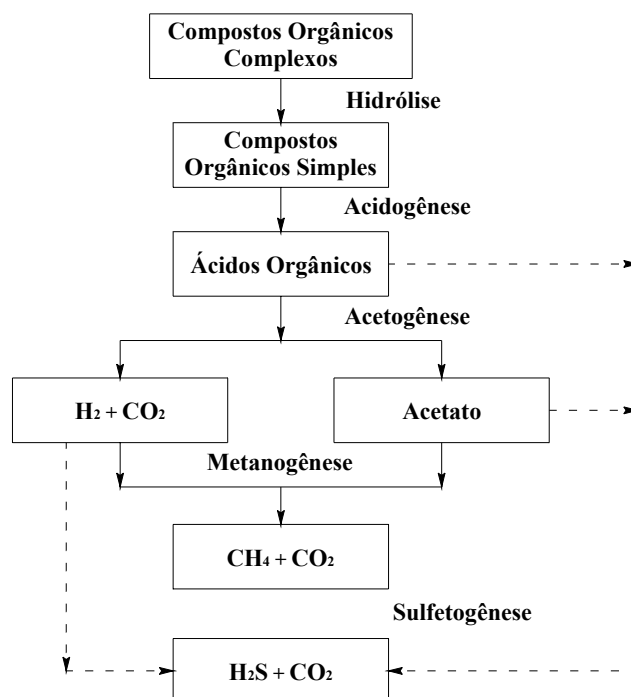 Compostos Orgânicos
Complexos
Hidrólise
Compostos
Orgânicos Simples
Acidogênese
Ácidos Orgânicos
Acetogênese
H₂ + CO₂
Acetato
Metanogênese
CH₄ + CO₂
Sulfetogênese
H₂S + CO₂